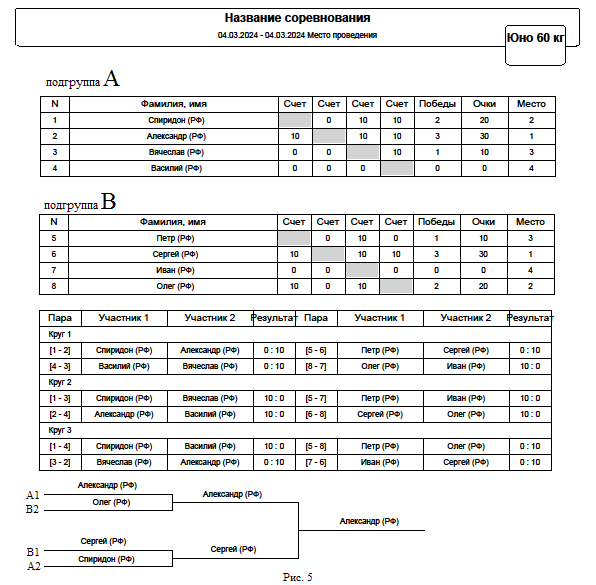 Название соревнования
04.03.2024 - 04.03.2024 Место проведения
Юно 60 кг
подгруппа А
N Фамилия, имя Счет Счет Счет Счет Победы Очки Место
1 Спиридон (РФ) 0 10 10 2 20 2
2 Александр (РФ) 10 10 10 3 30 1
3 Вячеслав (РФ) 0 0 10 1 10 3
4 Василий (РФ) 0 0 0 0 0 4
подгруппа В
N Фамилия, имя Счет Счет Счет Счет Победы Очки Место
5 Петр (РФ) 0 10 0 1 10 3
6 Сергей (РФ) 10 10 10 3 30 1
7 Иван (РФ) 0 0 0 0 0 4
8 Олег (РФ) 10 0 10 2 20 2
Пара Участник 1 Участник 2 Результат Пара Участник 1 Участник 2 Результат
Круг 1
[1 - 2] Спиридон (РФ) Александр (РФ) 0 : 10 [5 - 6] Петр (РФ) Сергей (РФ) 0 : 10
[4 - 3] Василий (РФ) Вячеслав (РФ) 0 : 10 [8 - 7] Олег (РФ) Иван (РФ) 10 : 0
Круг 2
[1 - 3] Спиридон (РФ) Вячеслав (РФ) 10 : 0 [5 - 7] Петр (РФ) Иван (РФ) 10 : 0
[2 - 4] Александр (РФ) Василий (РФ) 10 : 0 [6 - 8] Сергей (РФ) Олег (РФ) 10 : 0
Круг 3
[1 - 4] Спиридон (РФ) Василий (РФ) 10 : 0 [5 - 8] Петр (РФ) Олег (РФ) 0 : 10
[3 - 2] Вячеслав (РФ) Александр (РФ) 0 : 10 [7 - 6] Иван (РФ) Сергей (РФ) 0 : 10
Александр (РФ)
А1
Александр (РФ)
Олег (РФ)
В2
Александр (РФ)
Сергей (РФ)
В1
Сергей (РФ)
Спиридон (РФ)
А2
Рис. 5